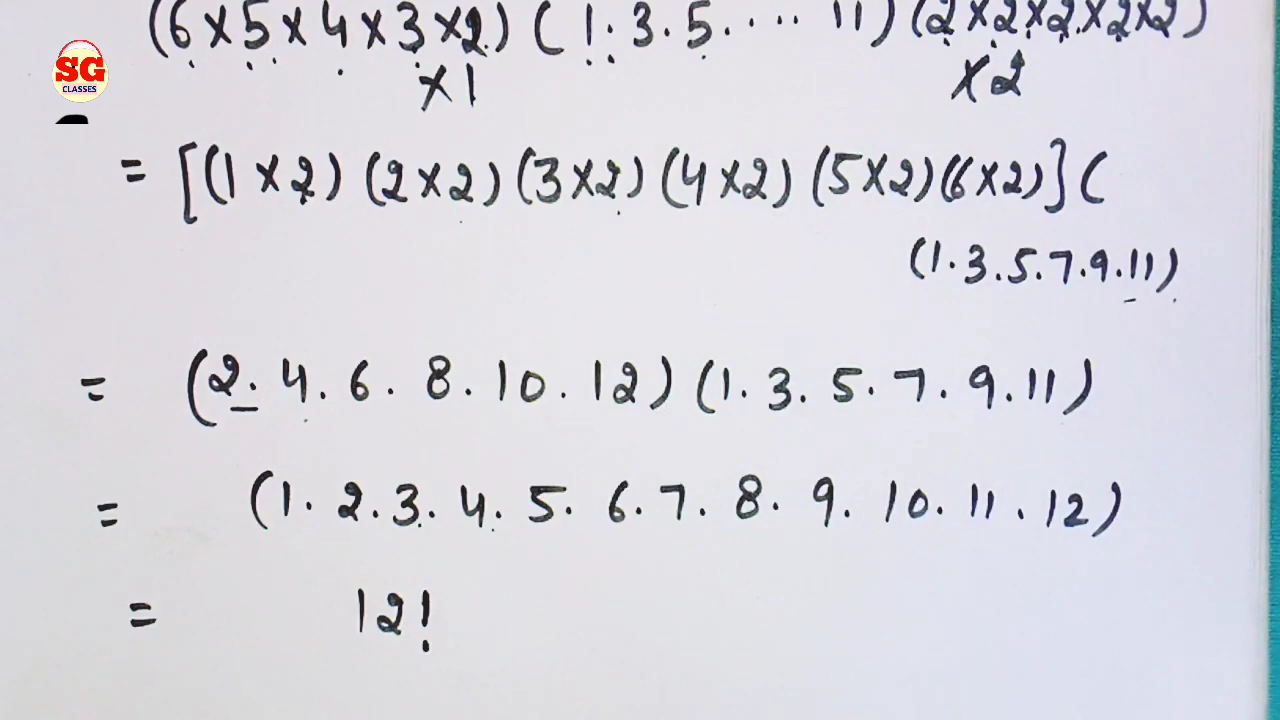 (6×5×4×3×2) (1.3.5..... 11) (2×2×2×2×2)
×1 ×2
SG
CLASSES
= [(1×2) (2×2) (3×2) (4×2) (5×2)(6×2)] (
(1.3.5.7.9.11)
= (2.4.6.8.10.12) (1.3.5.7.9.11)
= (1.2.3.4.5.6.7.8.9.10.11.12)
= 12!